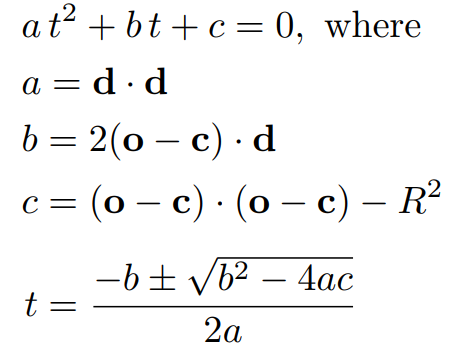 a t² + b t + c = 0, where
a = d · d
b = 2(o − c) · d
c = (o − c) · (o − c) − R²
t = (−b ± √(b² − 4ac)) / 2a